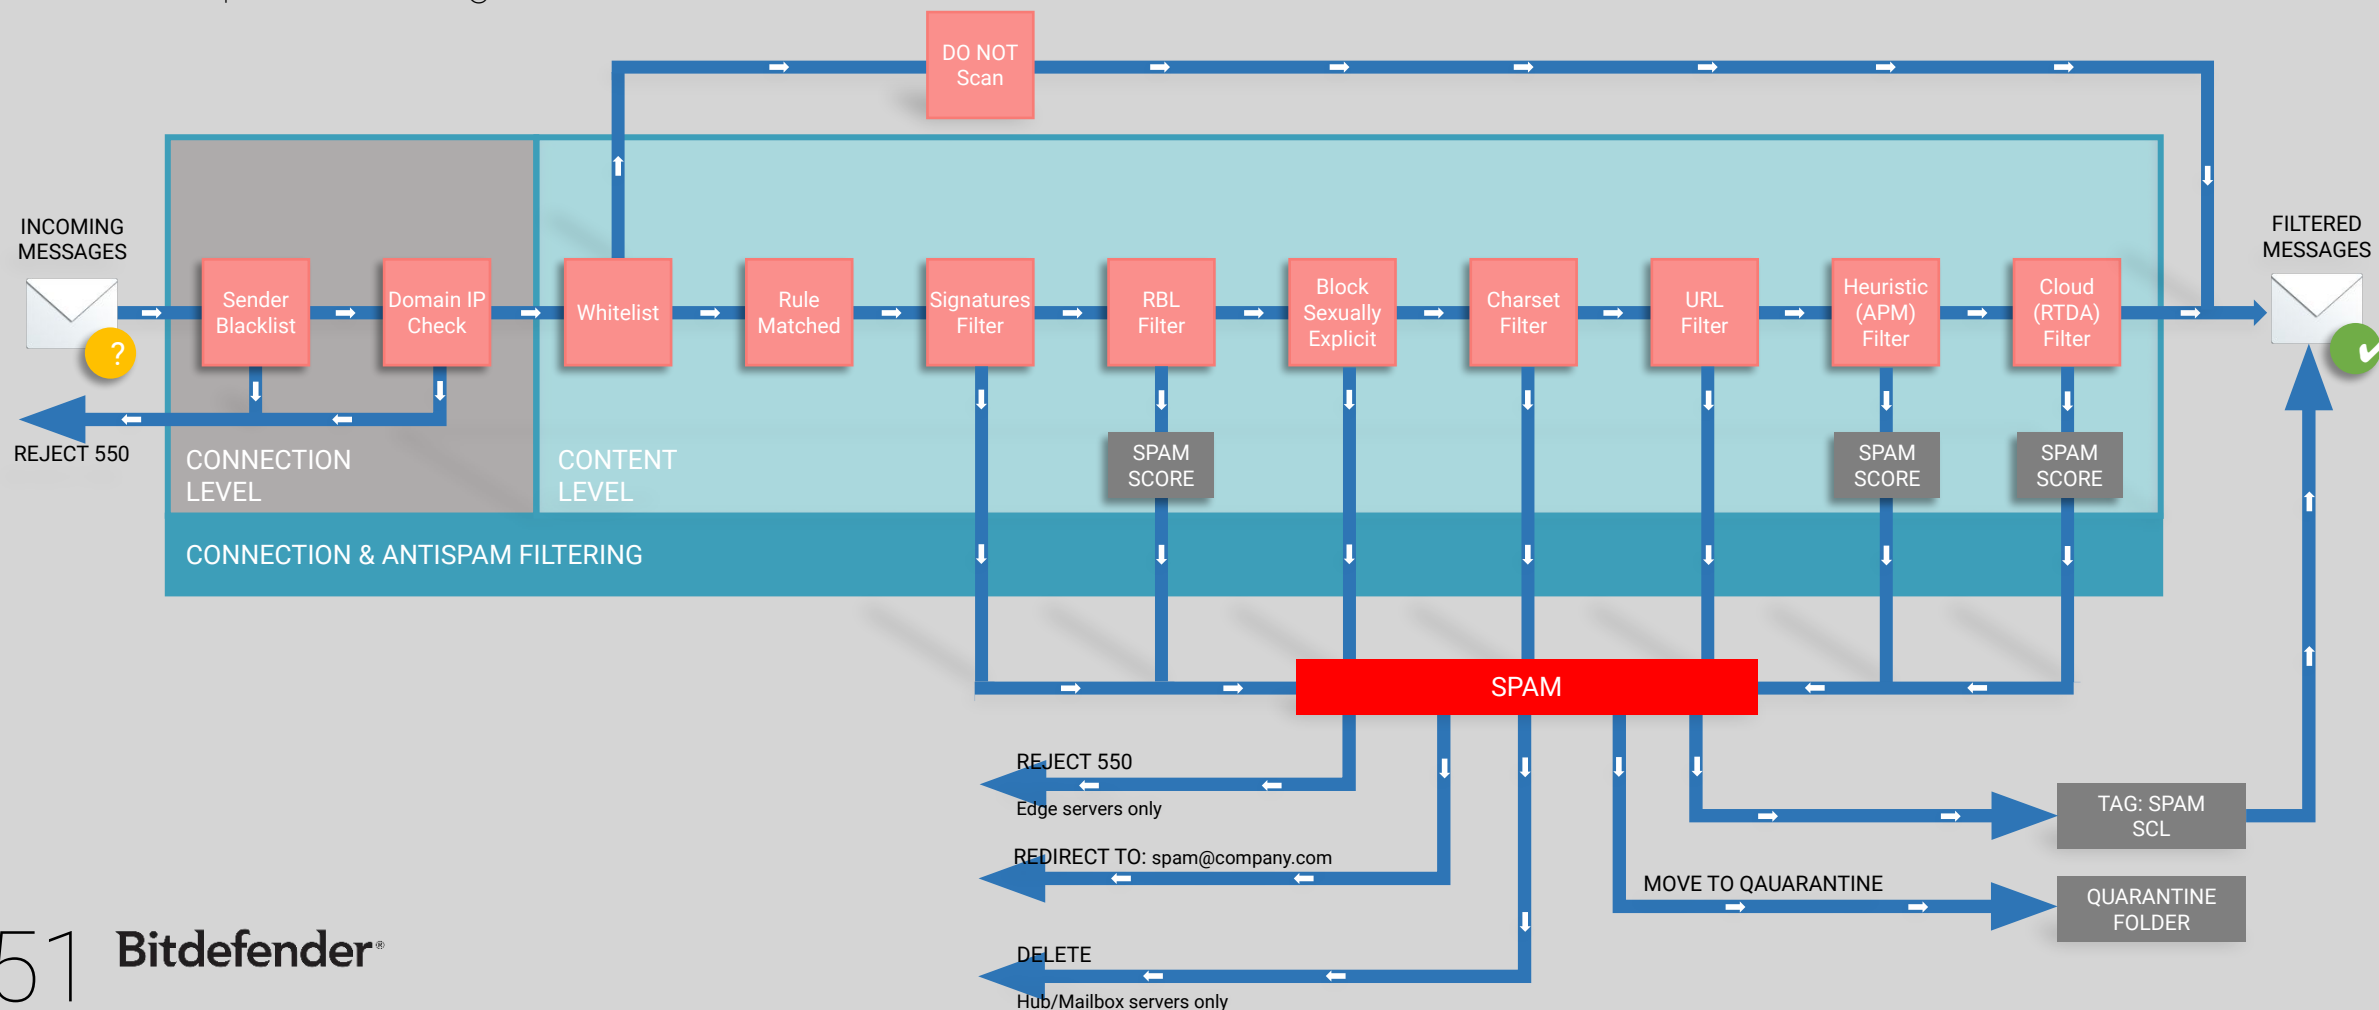 DO NOT
Scan
INCOMING
MESSAGES
FILTERED
MESSAGES
Sender
Blacklist
Domain IP
Check
Whitelist
Rule
Matched
Signatures
Filter
RBL
Filter
Block
Sexually
Explicit
Charset
Filter
URL
Filter
Heuristic
(APM)
Filter
Cloud
(RTDA)
Filter
?
REJECT 550
CONNECTION
LEVEL
CONTENT
LEVEL
SPAM
SCORE
SPAM
SCORE
SPAM
SCORE
CONNECTION & ANTISPAM FILTERING
SPAM
REJECT 550
Edge servers only
REDIRECT TO: spam@company.com
DELETE
Hub/Mailbox servers only
TAG: SPAM
SCL
MOVE TO QAUARANTINE
QUARANTINE
FOLDER
51
Bitdefender®